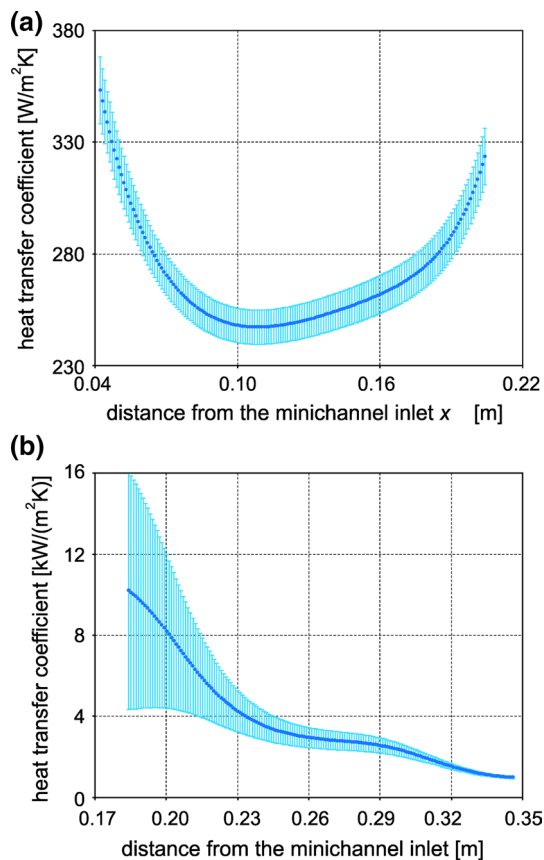 (a)
heat transfer coefficient [W/m²K]
380
330
280
230
0.04 0.10 0.16 0.22
distance from the minichannel inlet x [m]
(b)
heat transfer coefficient [kW/(m²K)]
16
12
8
4
0
0.17 0.20 0.23 0.26 0.29 0.32 0.35
distance from the minichannel inlet [m]